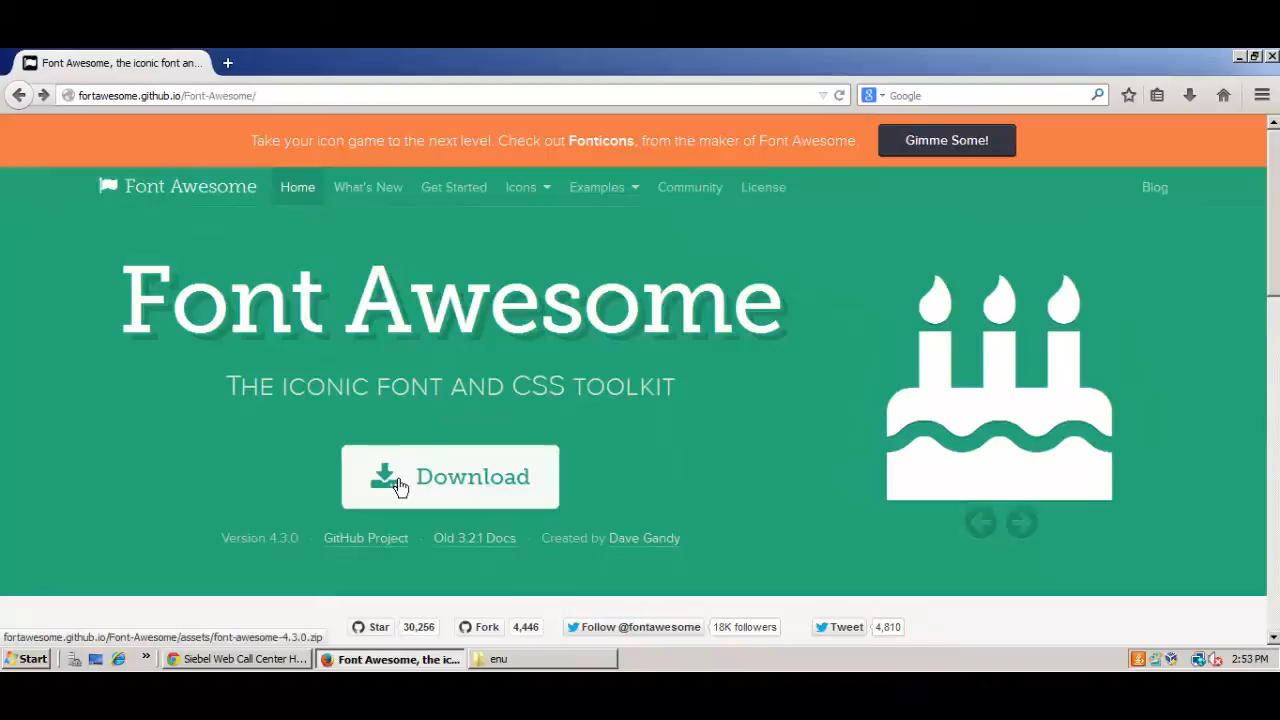 Font Awesome, the iconic font an...
fortawesome.github.io/Font-Awesome/
Google
Take your icon game to the next level. Check out Fonticons, from the maker of Font Awesome.
Gimme Some!
Font Awesome
Home
What's New
Get Started
Icons
Examples
Community
License
Blog
Font Awesome
The iconic font and CSS toolkit
Download
Version 4.3.0 · GitHub Project · Old 3.2.1 Docs · Created by Dave Gandy
Star 30,256
Fork 4,446
Follow @fontawesome 18K followers
Tweet 4,810
fortawesome.github.io/Font-Awesome/assets/font-awesome-4.3.0.zip
Start
Siebel Web Call Center H...
Font Awesome, the ic...
enu
2:53 PM